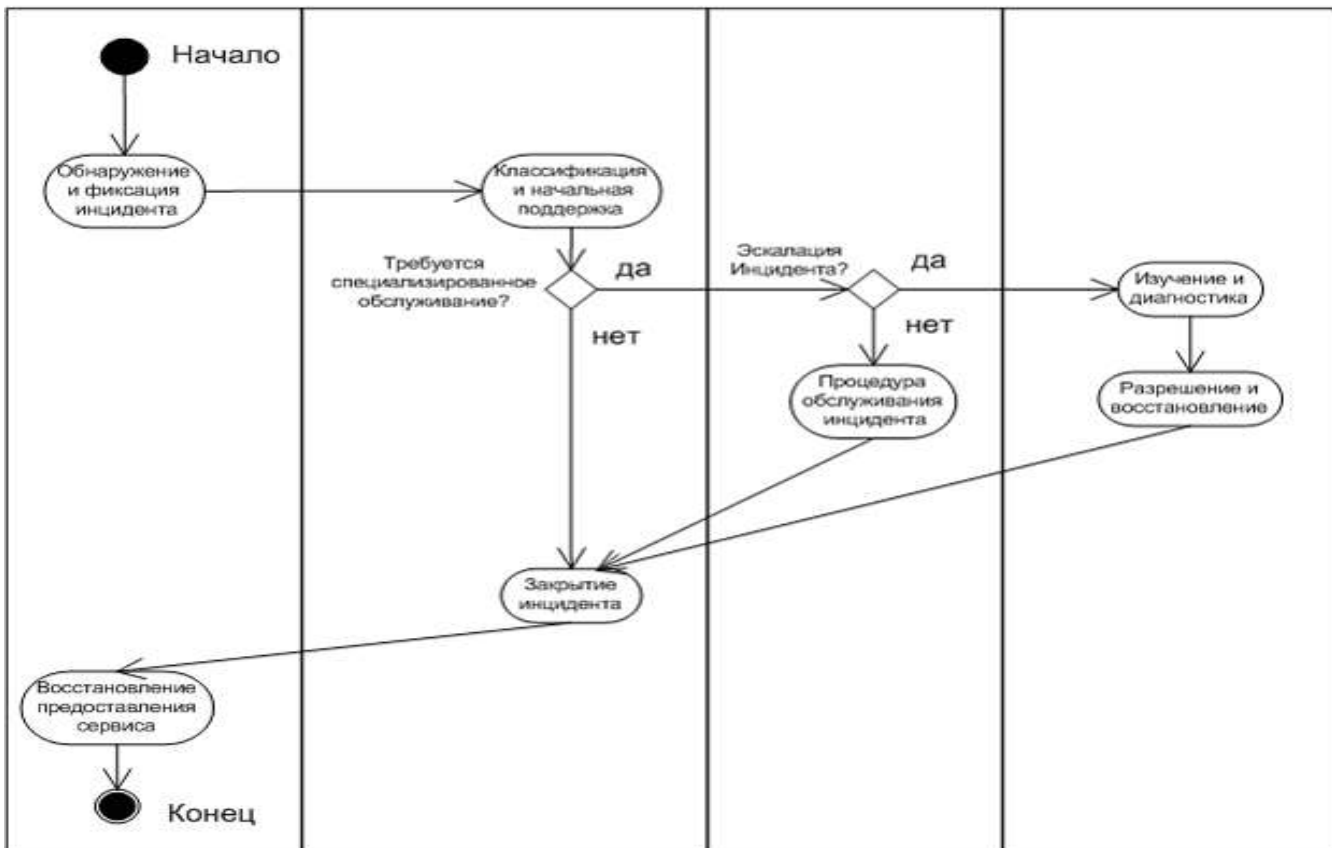 Начало
Обнаружение
и фиксация
инцидента
Классификация
и начальная
поддержка
Требуется
специализированное
обслуживание?
да
нет
Эскалация
Инцидента?
да
нет
Изучение и
диагностика
Процедура
обслуживания
инцидента
Разрешение и
восстановление
Закрытие
инцидента
Восстановление
предоставления
сервиса
Конец